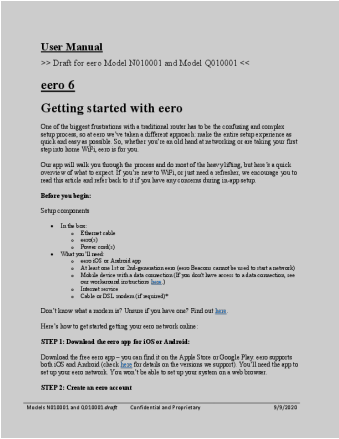 User Manual
>> Draft for eero Model N010001 and Model Q010001 <<
eero 6
Getting started with eero
One of the biggest frustrations with a traditional router has to be the confusing and complex
setup process, so at eero we've taken a different approach: make the entire setup experience as
quick and easy as possible. So, whether you're an old hand at networking or are taking your first
step into home WiFi, eero is for you.
Our app will walk you through the process and do most of the heavy lifting, but here's a quick
overview of what to expect. If you're new to WiFi, or just need a refresher, we encourage you to
read this article and refer back to it if you have any concerns during in-app setup.
Before you begin:
Setup components
• In the box:
o Ethernet cable
o eero(s)
o Power cord(s)
• What you'll need:
o eero iOS or Android app
o At least one 1st or 2nd-generation eero (eero Beacons cannot be used to start a network)
o Mobile device with a data connection (If you don't have access to a data connection, see
our workaround instructions here.)
o Internet service
o Cable or DSL modem (if required)*
Don't know what a modem is? Unsure if you have one? Find out here.
Here's how to get started getting your eero network online:
STEP 1: Download the eero app for iOS or Android:
Download the free eero app – you can find it on the Apple Store or Google Play. eero supports
both iOS and Android (check here for details on the versions we support). You'll need the app to
set up your eero network. You won't be able to set up your system on a web browser.
STEP 2: Create an eero account
Models N010001 and Q010001 draft Confidential and Proprietary 9/9/2020